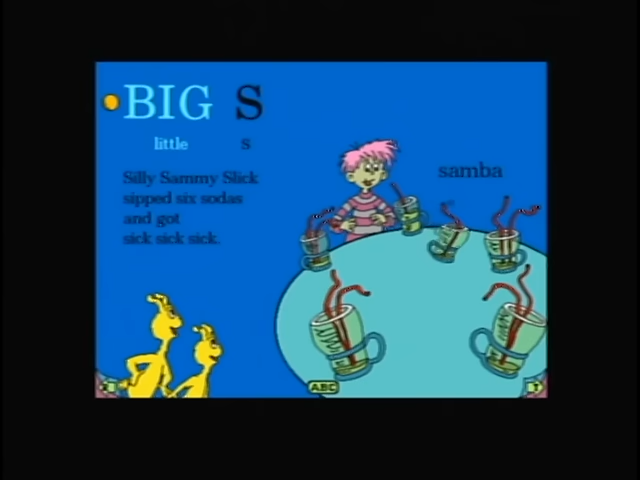 BIG S
little s
samba
Silly Sammy Slick
sipped six sodas
and got
sick sick sick.
ABC